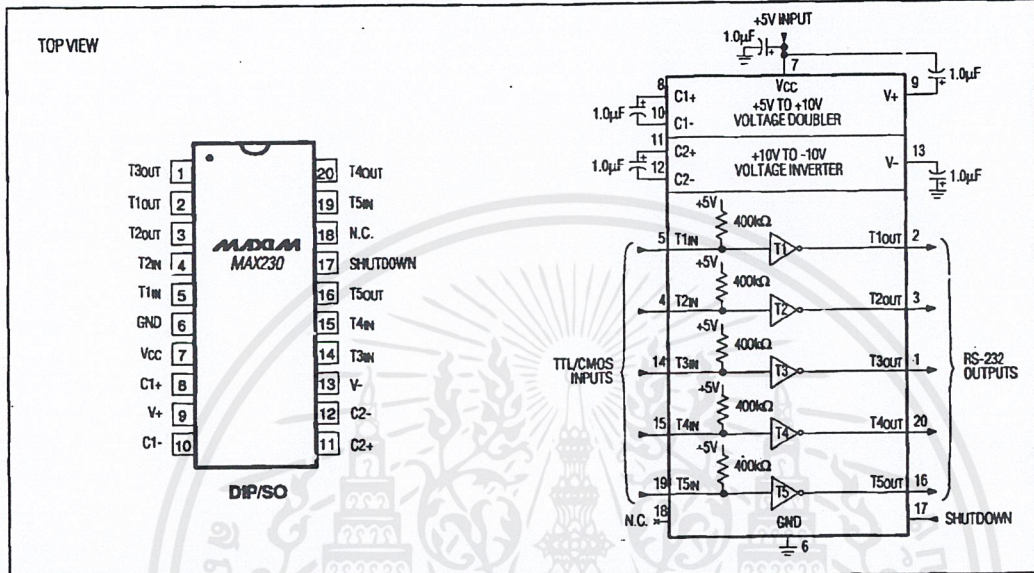 TOP VIEW
T3OUT 1
T1OUT 2
T2OUT 3
T2IN 4
T1IN 5
GND 6
VCC 7
C1+ 8
V+ 9
C1- 10
20 T4OUT
19 T5IN
18 N.C.
17 SHUTDOWN
16 T5OUT
15 T4IN
14 T3IN
13 V-
12 C2-
11 C2+
MAXIM
MAX230
DIP/SO
+5V INPUT
1.0µF
7
VCC
8 C1+
1.0µF
10 C1-
+5V TO +10V
VOLTAGE DOUBLER
V+ 9
1.0µF
11 C2+
1.0µF
12 C2-
+10V TO -10V
VOLTAGE INVERTER
V- 13
1.0µF
+5V
400kΩ
5 T1IN T1 T1OUT 2
+5V
400kΩ
4 T2IN T2 T2OUT 3
+5V
400kΩ
14 T3IN T3 T3OUT 1
+5V
400kΩ
15 T4IN T4 T4OUT 20
+5V
400kΩ
19 T5IN T5 T5OUT 16
TTL/CMOS
INPUTS
RS-232
OUTPUTS
N.C. 18
GND
6
17 SHUTDOWN